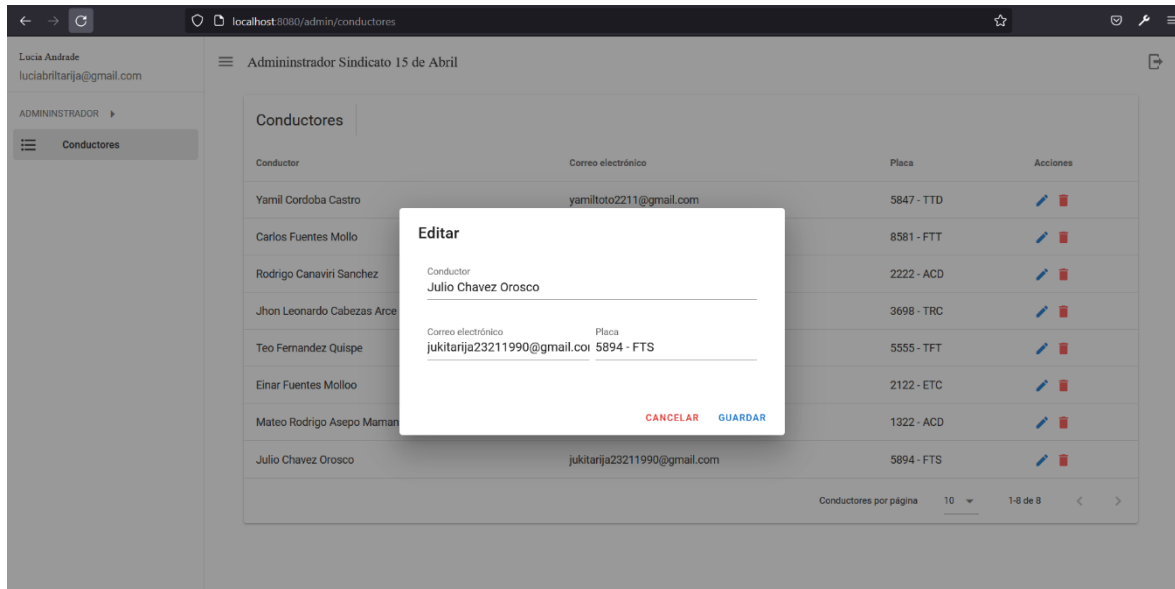 localhost:8080/admin/conductores
Lucia Andrade
luciabriltarija@gmail.com
Admininstrador Sindicato 15 de Abril
ADMININSTRADOR
Conductores
Conductores
Conductor Correo electrónico Placa Acciones
Yamil Cordoba Castro yamiltoto2211@gmail.com 5847 - TTD
Carlos Fuentes Mollo 8581 - FTT
Rodrigo Canaviri Sanchez 2222 - ACD
Jhon Leonardo Cabezas Arce 3698 - TRC
Teo Fernandez Quispe 5555 - TFT
Einar Fuentes Molloo 2122 - ETC
Mateo Rodrigo Asepo Maman 1322 - ACD
Julio Chavez Orosco jukitarija23211990@gmail.com 5894 - FTS
Conductores por página 10 1-8 de 8
Editar
Conductor
Julio Chavez Orosco
Correo electrónico Placa
jukitarija23211990@gmail.co 5894 - FTS
CANCELAR GUARDAR